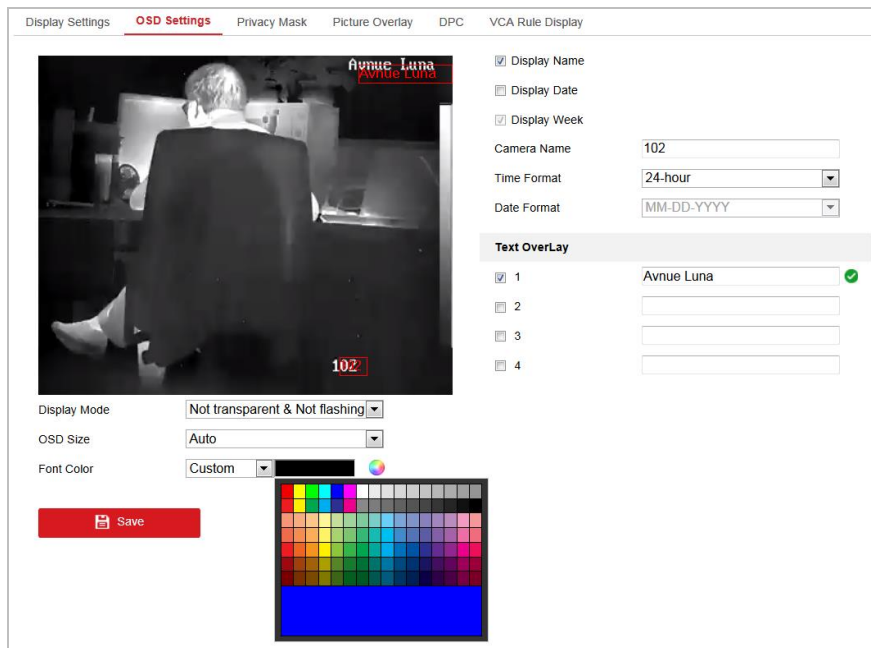 Display Settings OSD Settings Privacy Mask Picture Overlay DPC VCA Rule Display
Avnue Luna
Avnue Luna
102
102
Display Mode Not transparent & Not flashing
OSD Size Auto
Font Color Custom
Save
Display Name
Display Date
Display Week
Camera Name 102
Time Format 24-hour
Date Format MM-DD-YYYY
Text OverLay
1 Avnue Luna
2
3
4